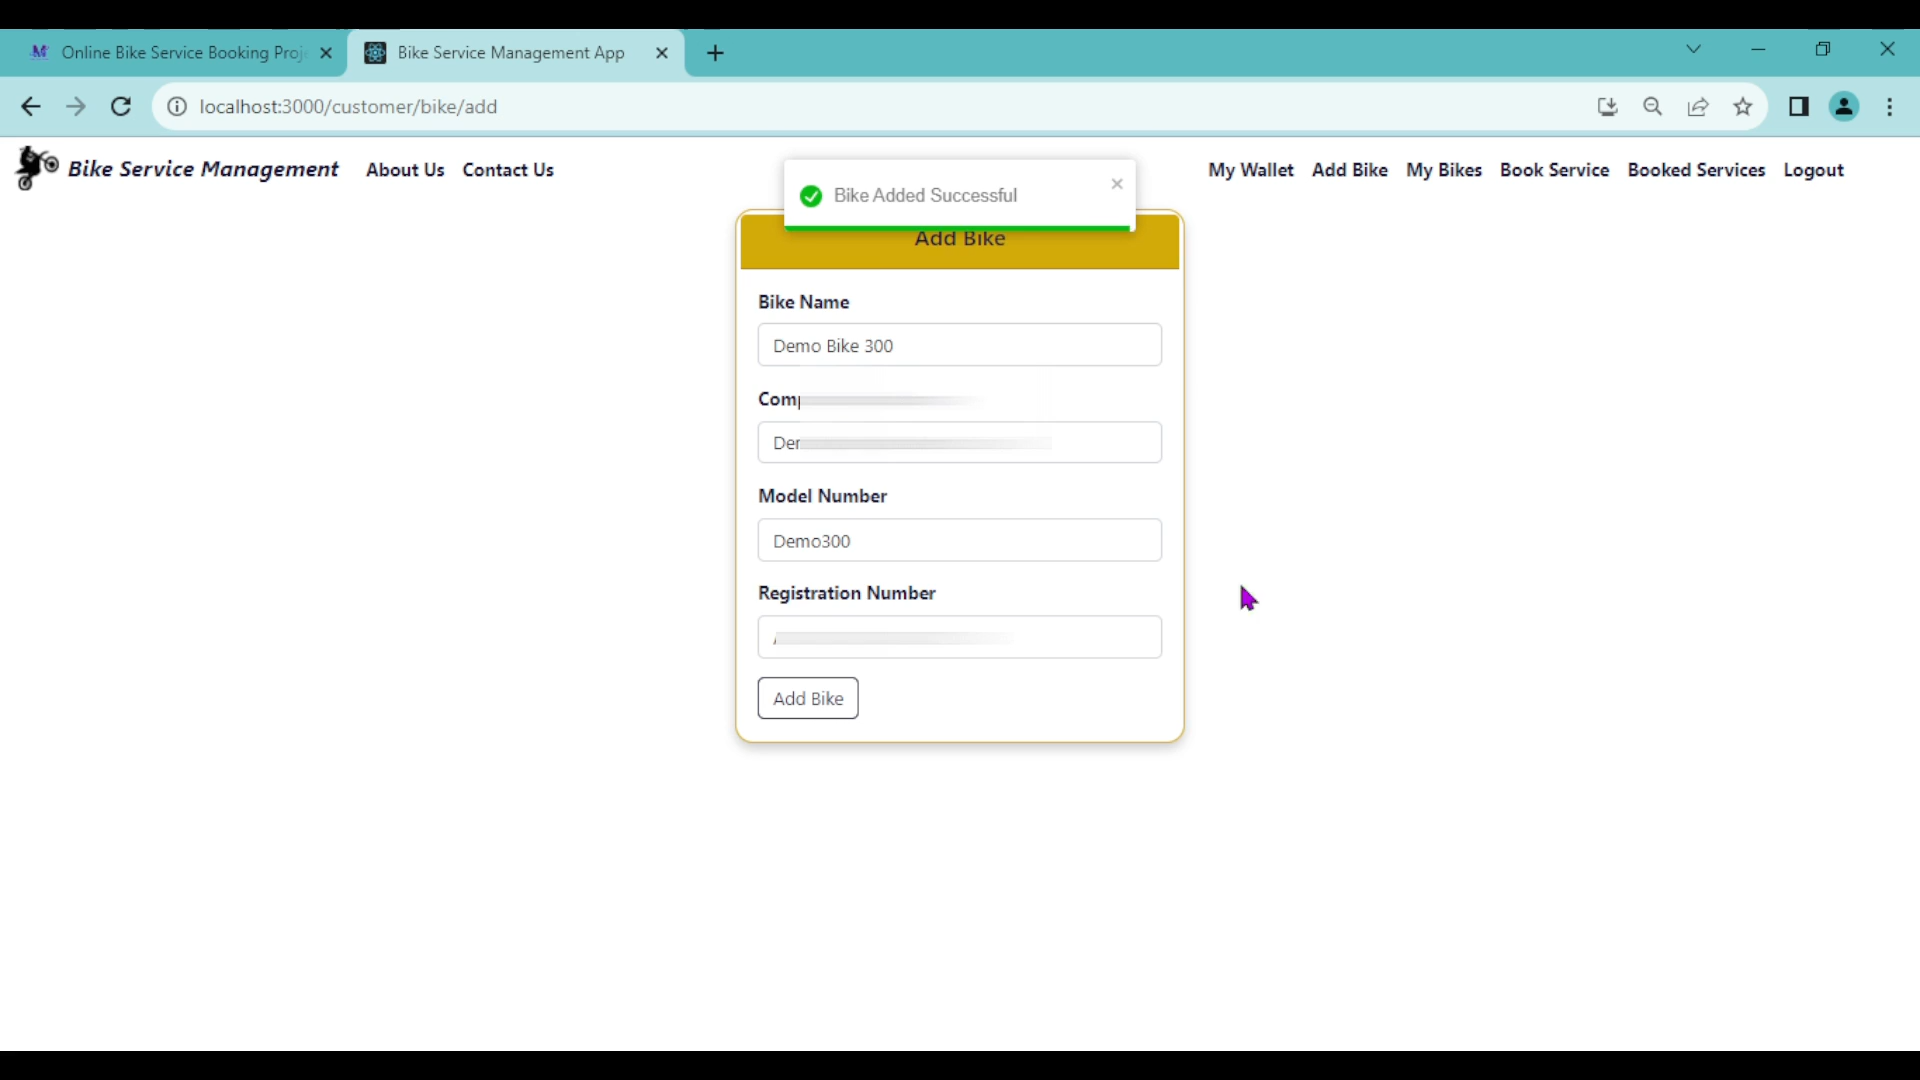 Online Bike Service Booking Proj
Bike Service Management App
localhost:3000/customer/bike/add
Bike Service Management
About Us
Contact Us
My Wallet
Add Bike
My Bikes
Book Service
Booked Services
Logout
Bike Added Successful
Add Bike
Bike Name
Demo Bike 300
Model Number
Demo300
Registration Number
Add Bike